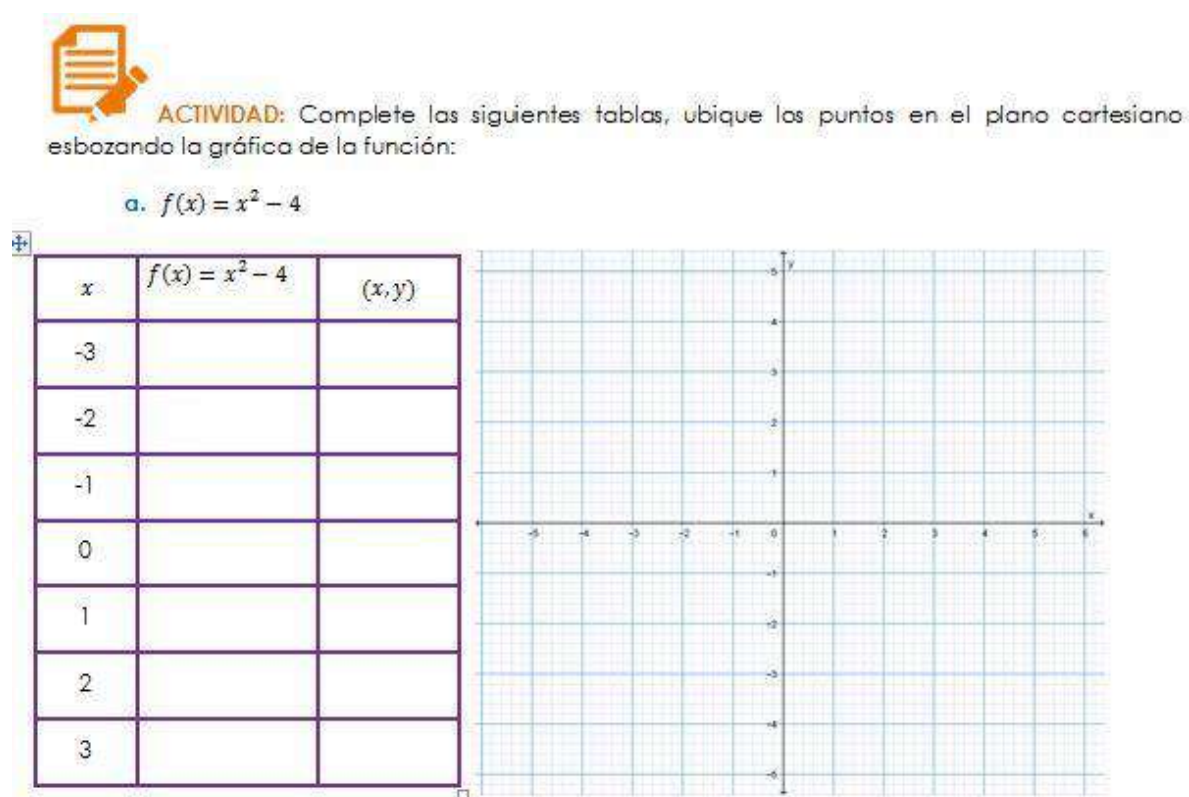 ACTIVIDAD: Complete las siguientes tablas, ubique los puntos en el plano cartesiano
esbozando la gráfica de la función:
a. f(x) = x² − 4
x f(x) = x² − 4 (x, y)
-3
-2
-1
0
1
2
3
y
5
4
3
2
1
x
-5 -4 -3 -2 -1 0 1 2 3 4 5 6
-1
-2
-3
-4
-5